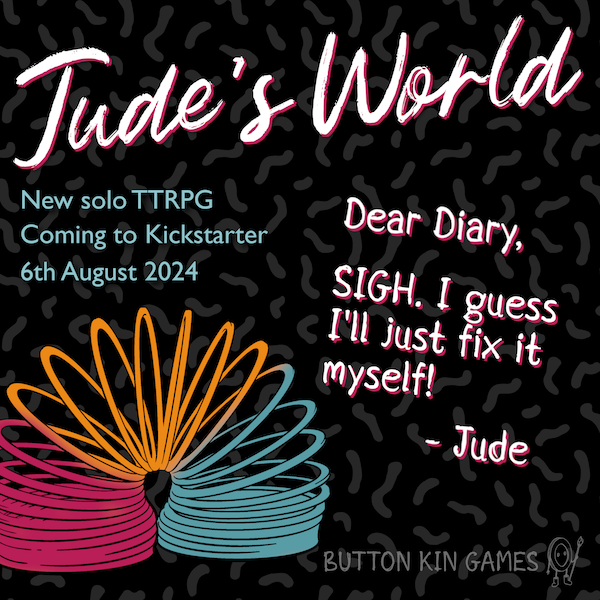 Jude's World
New solo TTRPG
Coming to Kickstarter
6th August 2024
Dear Diary,
SIGH. I guess
I'll just fix it
myself!
- Jude
BUTTON KIN GAMES